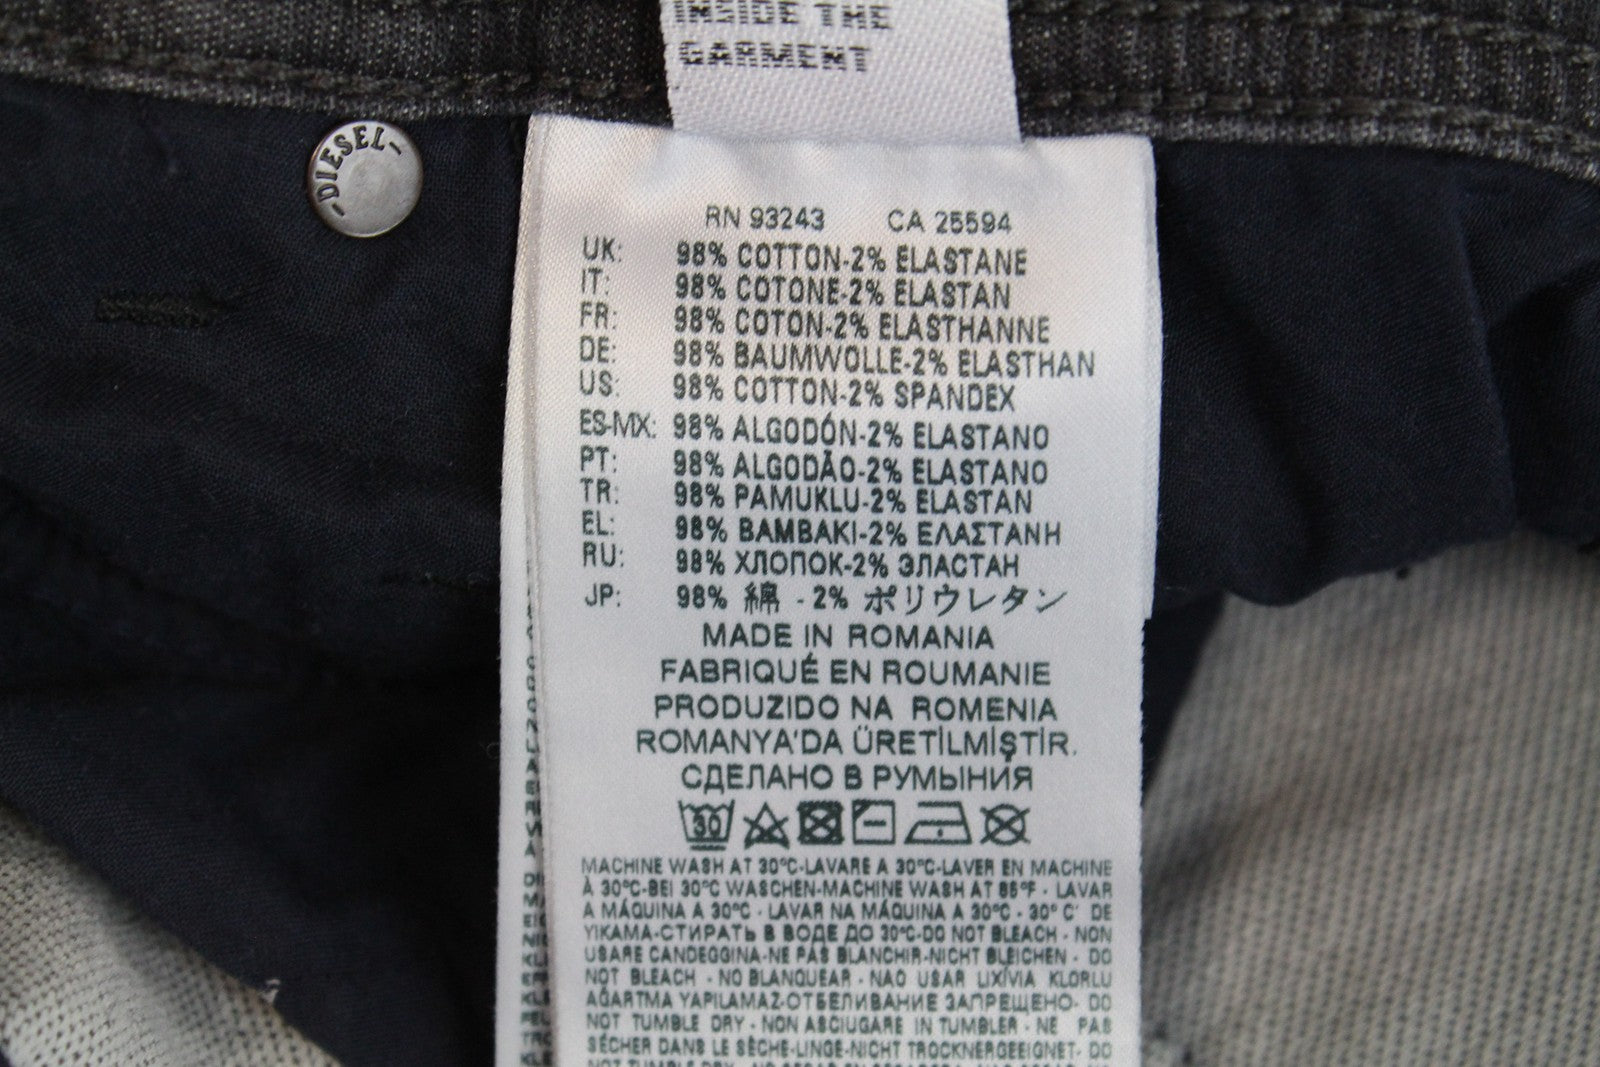 INSIDE THE
GARMENT
-DIESEL-
RN 93243 CA 25594
UK: 98% COTTON-2% ELASTANE
IT: 98% COTONE-2% ELASTAN
FR: 98% COTON-2% ELASTHANNE
DE: 98% BAUMWOLLE-2% ELASTHAN
US: 98% COTTON-2% SPANDEX
ES-MX: 98% ALGODÓN-2% ELASTANO
PT: 98% ALGODÃO-2% ELASTANO
TR: 98% PAMUKLU-2% ELASTAN
EL: 98% ΒΑΜΒΑΚΙ-2% ΕΛΑΣΤΑΝΗ
RU: 98% ХЛОПОК-2% ЭЛАСТАН
JP: 98% 綿 - 2% ポリウレタン
MADE IN ROMANIA
FABRIQUÉ EN ROUMANIE
PRODUZIDO NA ROMENIA
ROMANYA'DA ÜRETİLMİŞTİR.
СДЕЛАНО В РУМЫНИЯ
30
MACHINE WASH AT 30°C-LAVARE A 30°C-LAVER EN MACHINE
À 30°C-BEI 30°C WASCHEN-MACHINE WASH AT 86°F - LAVAR
A MÁQUINA A 30°C - LAVAR NA MÁQUINA A 30°C - 30° C' DE
YIKAMA-СТИРАТЬ В ВОДЕ ДО 30°C-DO NOT BLEACH - NON
USARE CANDEGGINA-NE PAS BLANCHIR-NICHT BLEICHEN - DO
NOT BLEACH - NO BLANQUEAR - NAO USAR LIXÍVIA KLORLU
AĞARTMA YAPILAMAZ-ОТБЕЛИВАНИЕ ЗАПРЕЩЕНО- DO
NOT TUMBLE DRY - NON ASCIUGARE IN TUMBLER - NE PAS
SÉCHER DANS LE SÈCHE-LINGE-NICHT TROCKNERGEEIGNET- DO